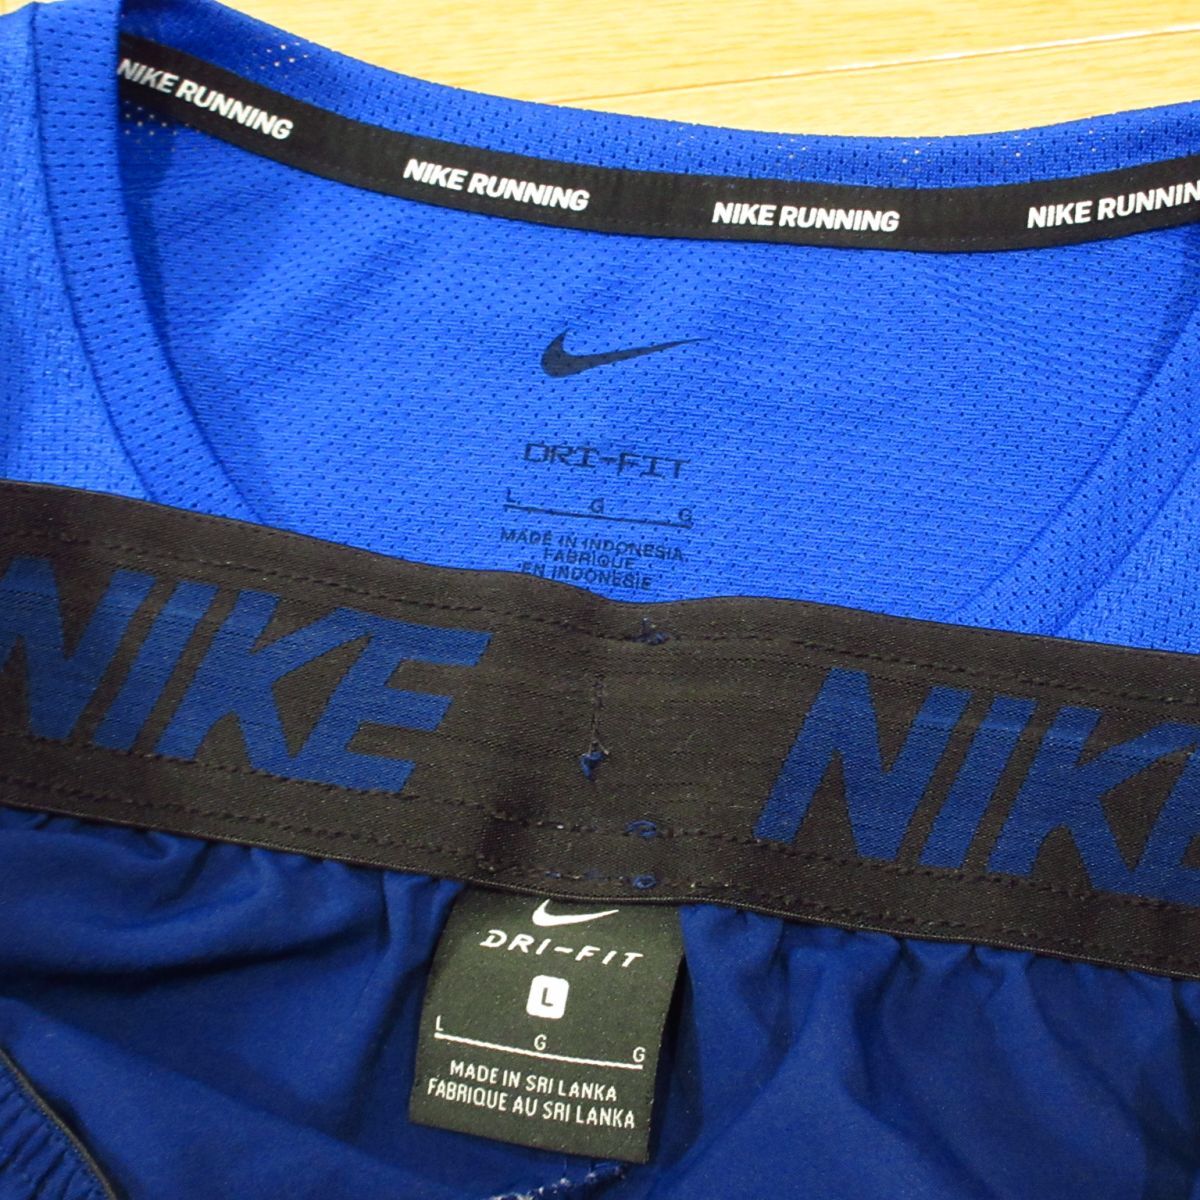 NIKE RUNNING NIKE RUNNING NIKE RUNNING NIKE RUNNIN
DRI-FIT
L G G
MADE IN INDONESIA
FABRIQUE
EN INDONESIE
NIKE NIKE
DRI-FIT
L
L G G
MADE IN SRI LANKA
FABRIQUE AU SRI LANKA